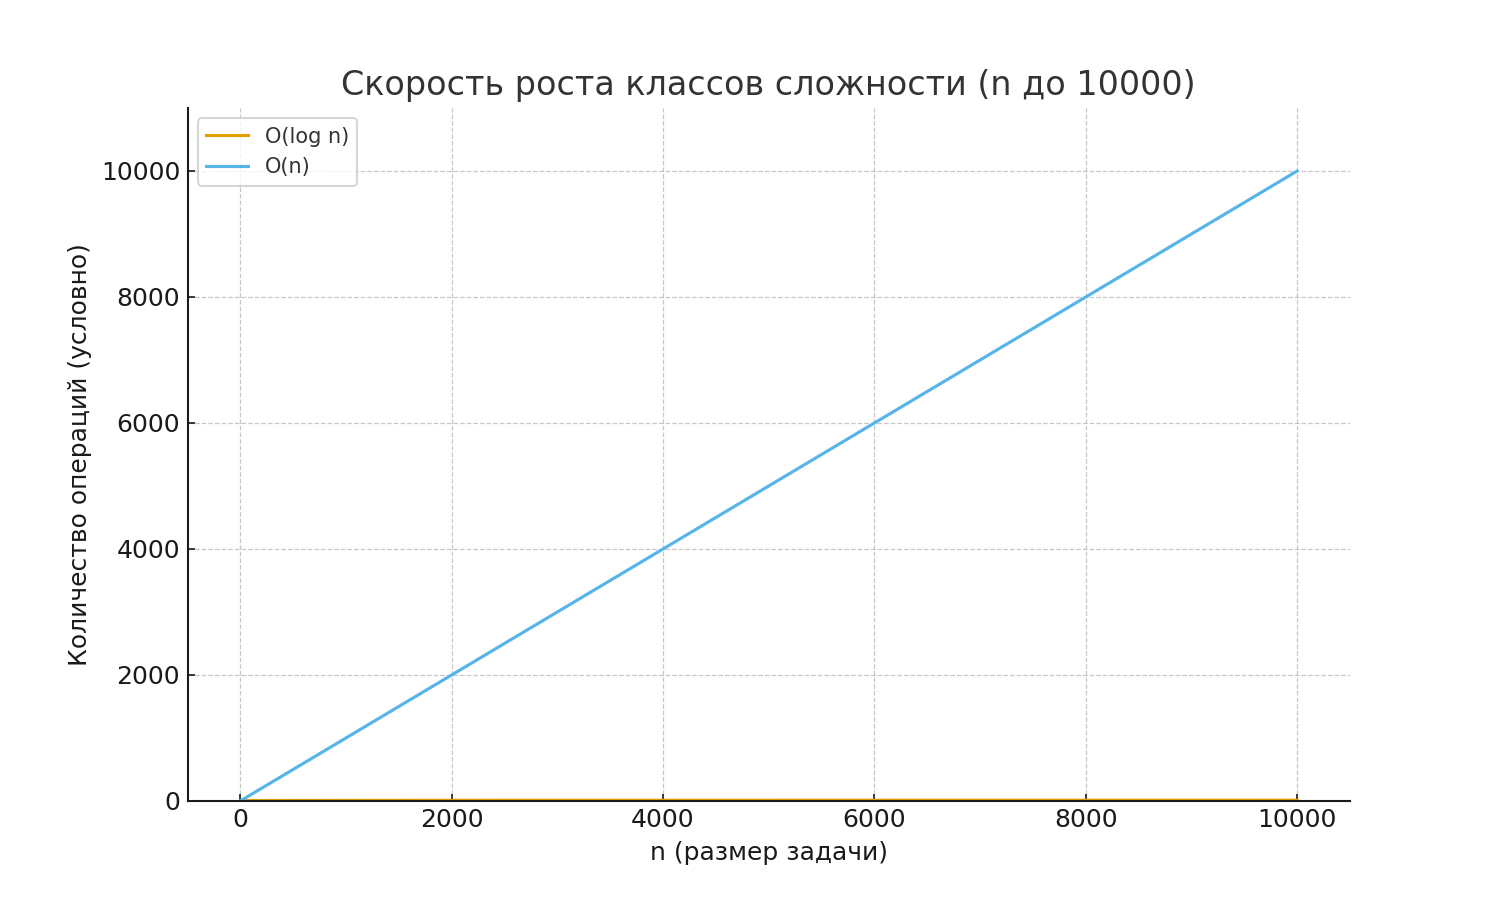 Скорость роста классов сложности (n до 10000)
O(log n)
O(n)
10000
8000
6000
4000
2000
0
Количество операций (условно)
0 2000 4000 6000 8000 10000
n (размер задачи)